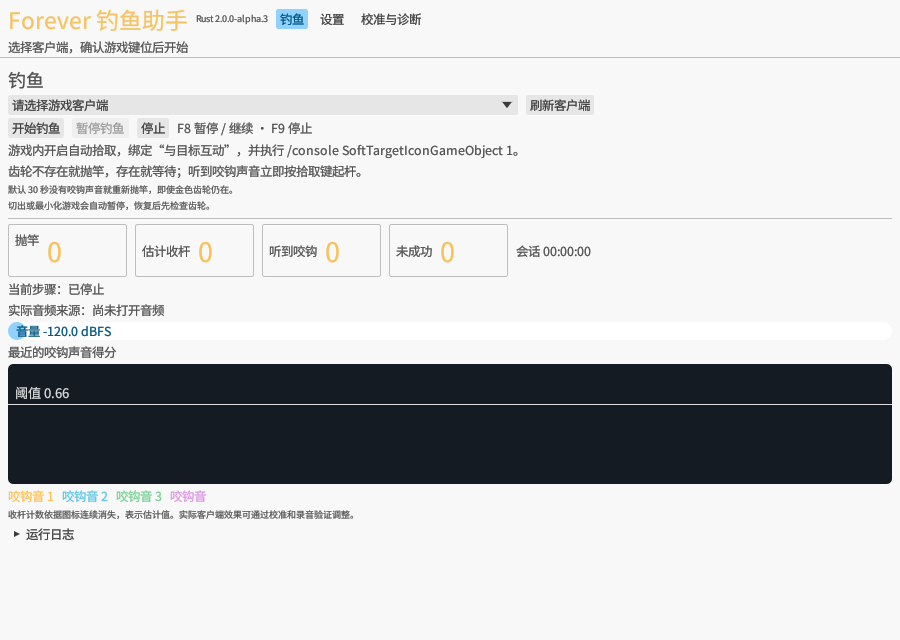 Forever 钓鱼助手 Rust 2.0.0-alpha.3 钓鱼 设置 校准与诊断
选择客户端，确认游戏键位后开始
钓鱼
请选择游戏客户端 刷新客户端
开始钓鱼 暂停钓鱼 停止 F8 暂停 / 继续 · F9 停止
游戏内开启自动拾取，绑定“与目标互动”，并执行 /console SoftTargetIconGameObject 1。
齿轮不存在就抛竿，存在就等待；听到咬钩声音立即按拾取键起杆。
默认 30 秒没有咬钩声音就重新抛竿，即使金色齿轮仍在。
切出或最小化游戏会自动暂停，恢复后先检查齿轮。
抛竿 0 估计收杆 0 听到咬钩 0 未成功 0 会话 00:00:00
当前步骤：已停止
实际音频来源：尚未打开音频
音量 -120.0 dBFS
最近的咬钩声音得分
阈值 0.66
咬钩音 1 咬钩音 2 咬钩音 3 咬钩音
收杆计数依据图标连续消失，表示估计值。实际客户端效果可通过校准和录音验证调整。
运行日志